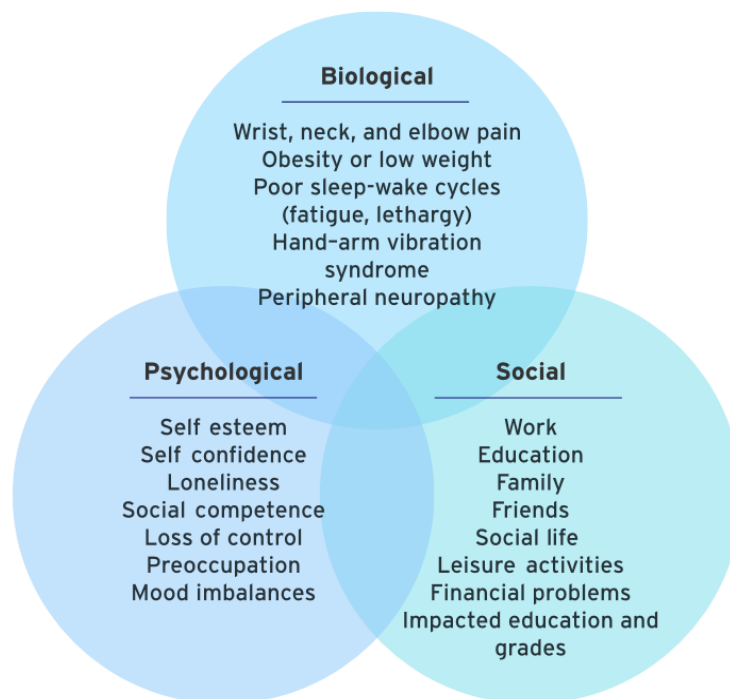 Biological
Wrist, neck, and elbow pain
Obesity or low weight
Poor sleep-wake cycles
(fatigue, lethargy)
Hand–arm vibration
syndrome
Peripheral neuropathy
Psychological
Self esteem
Self confidence
Loneliness
Social competence
Loss of control
Preoccupation
Mood imbalances
Social
Work
Education
Family
Friends
Social life
Leisure activities
Financial problems
Impacted education and
grades